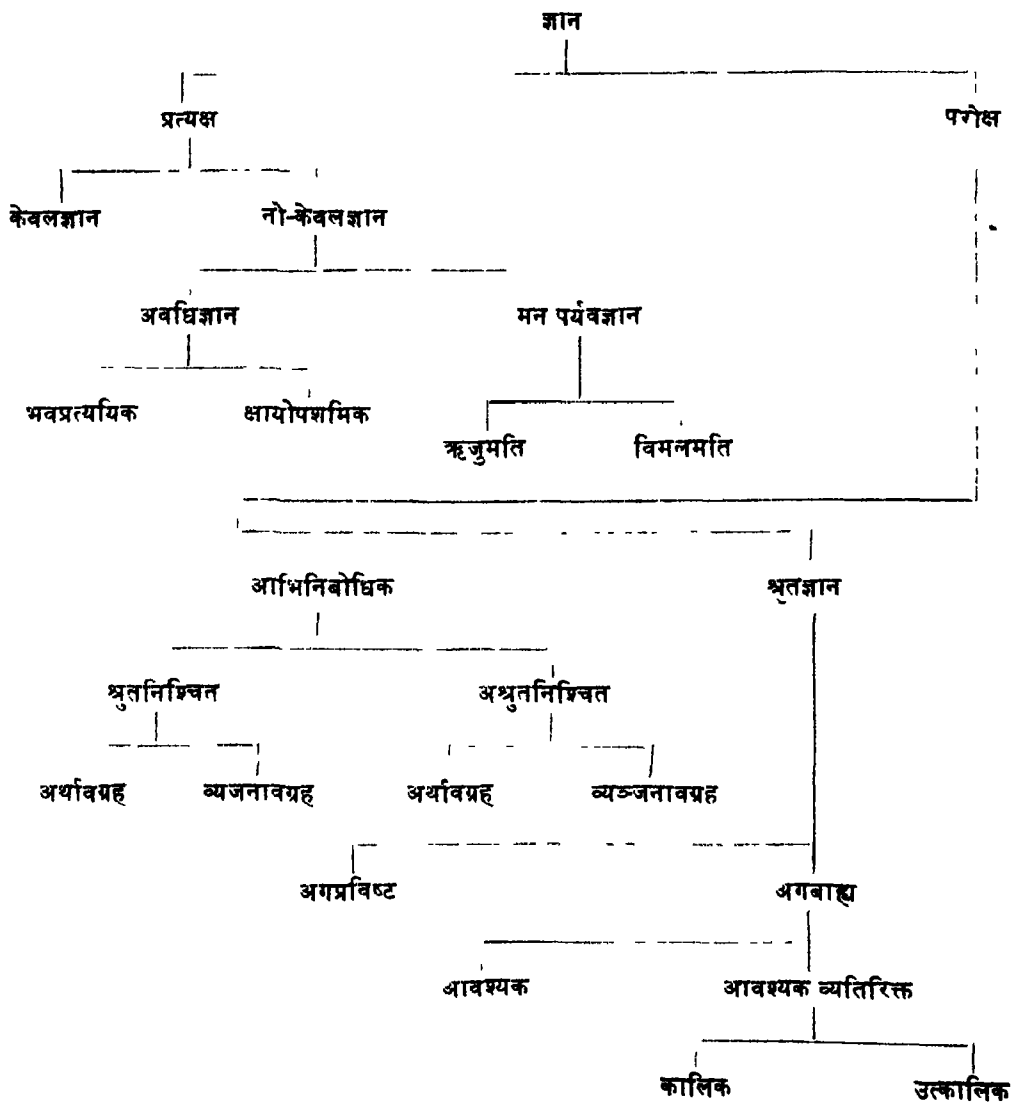 ज्ञान
प्रत्यक्ष परोक्ष
केवलज्ञान नो-केवलज्ञान
अवधिज्ञान मन पर्यवज्ञान
भवप्रत्ययिक क्षायोपशमिक
ऋजुमति विमलमति
आभिनिबोधिक श्रुतज्ञान
श्रुतनिश्चित अश्रुतनिश्चित
अर्थावग्रह व्यजनावग्रह अर्थावग्रह व्यञ्जनावग्रह
अगप्रविष्ट अगबाह्य
आवश्यक आवश्यक व्यतिरिक्त
कालिक उत्कालिक